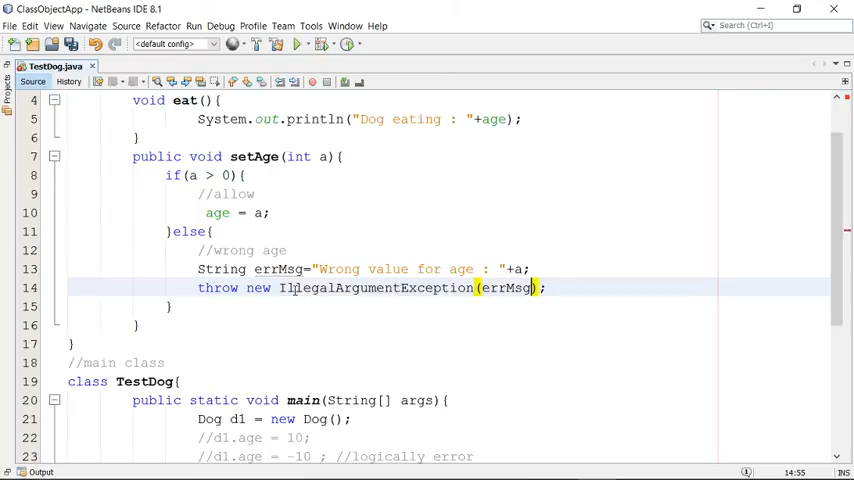 ClassObjectApp - NetBeans IDE 8.1
File Edit View Navigate Source Refactor Run Debug Profile Team Tools Window Help
Search (Ctrl+I)
<default config>
TestDog.java
Source History
Projects
4 void eat(){
5 System.out.println("Dog eating : "+age);
6 }
7 public void setAge(int a){
8 if(a > 0){
9 //allow
10 age = a;
11 }else{
12 //wrong age
13 String errMsg="Wrong value for age : "+a;
14 throw new IllegalArgumentException(errMsg);
15 }
16 }
17 }
18 //main class
19 class TestDog{
20 public static void main(String[] args){
21 Dog d1 = new Dog();
22 //d1.age = 10;
23 //d1.age = -10 ; //logically error
Output
14:55 INS